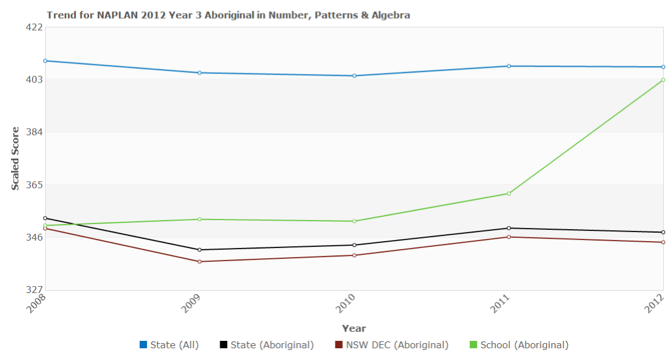 Trend for NAPLAN 2012 Year 3 Aboriginal in Number, Patterns & Algebra
422
403
384
365
346
327
Scaled Score
2008
2009
2010
2011
2012
Year
State (All)
State (Aboriginal)
NSW DEC (Aboriginal)
School (Aboriginal)